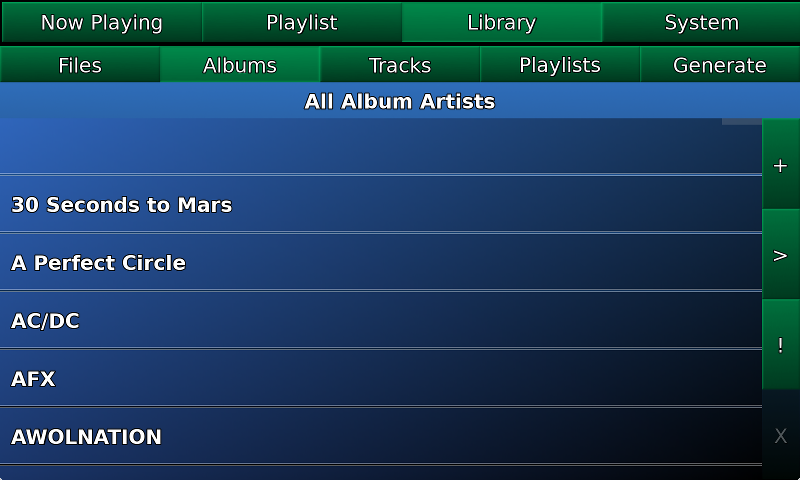 Now Playing Playlist Library System
Files Albums Tracks Playlists Generate
All Album Artists
+
30 Seconds to Mars
A Perfect Circle
>
AC/DC
!
AFX
AWOLNATION
X